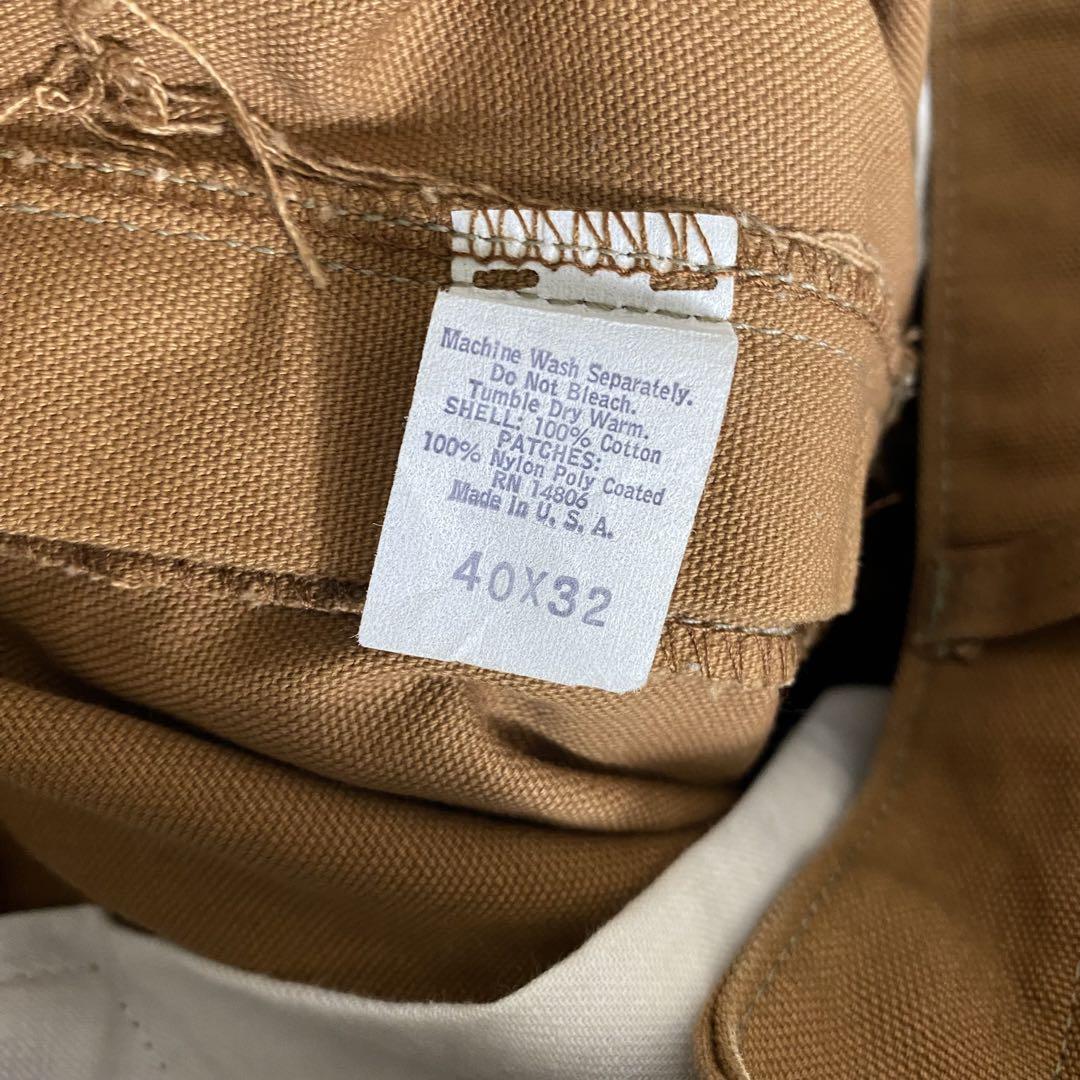 Machine Wash Separately.
Do Not Bleach.
Tumble Dry Warm.
SHELL: 100% Cotton
PATCHES:
100% Nylon Poly Coated
RN 14806
Made In U. S. A.
40X32